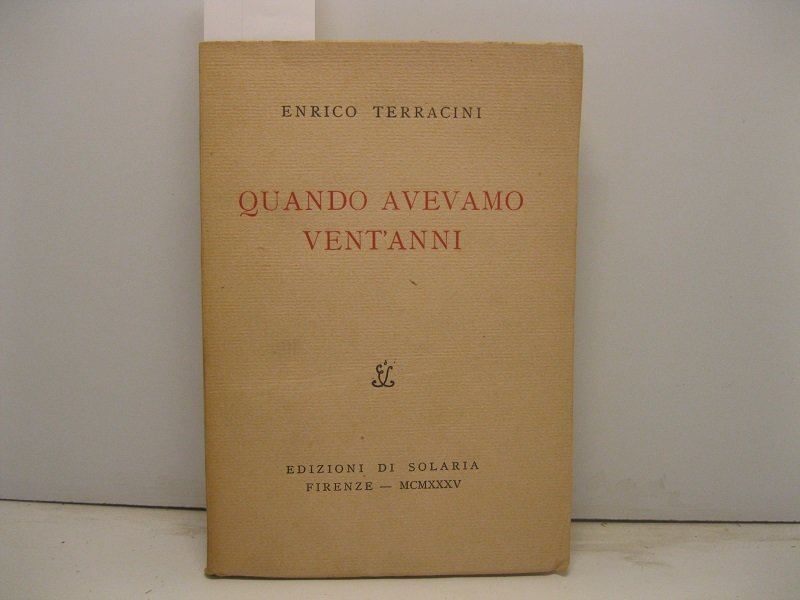 ENRICO TERRACINI
QUANDO AVEVAMO
VENT'ANNI
EDIZIONI DI SOLARIA
FIRENZE — MCMXXXV